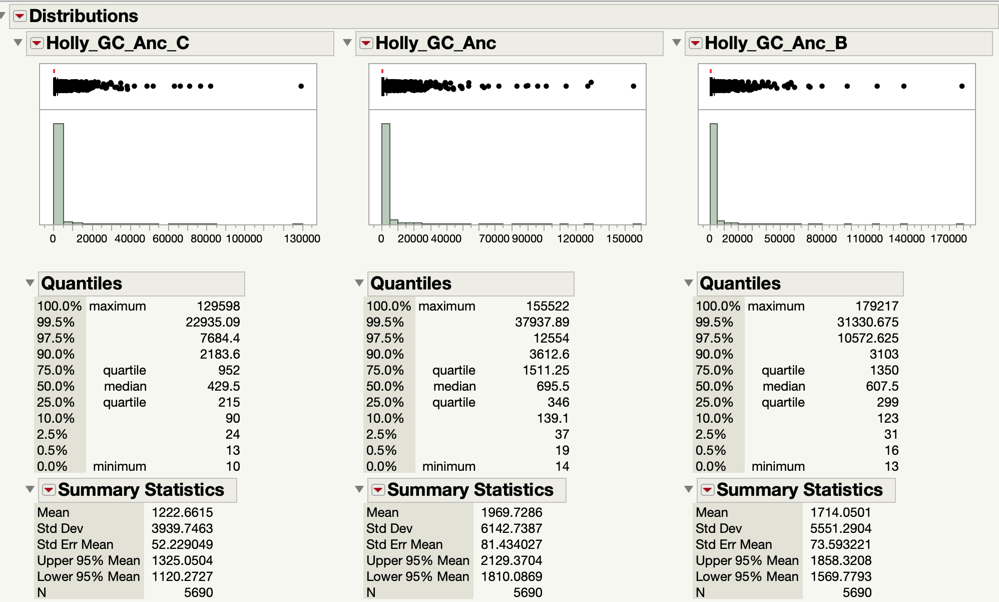 Distributions
Holly_GC_Anc_C
0 20000 40000 60000 80000 100000 130000
Quantiles
100.0% maximum 129598
99.5% 22935.09
97.5% 7684.4
90.0% 2183.6
75.0% quartile 952
50.0% median 429.5
25.0% quartile 215
10.0% 90
2.5% 24
0.5% 13
0.0% minimum 10
Summary Statistics
Mean 1222.6615
Std Dev 3939.7463
Std Err Mean 52.229049
Upper 95% Mean 1325.0504
Lower 95% Mean 1120.2727
N 5690
Holly_GC_Anc
0 20000 40000 70000 90000 120000 150000
Quantiles
100.0% maximum 155522
99.5% 37937.89
97.5% 12554
90.0% 3612.6
75.0% quartile 1511.25
50.0% median 695.5
25.0% quartile 346
10.0% 139.1
2.5% 37
0.5% 19
0.0% minimum 14
Summary Statistics
Mean 1969.7286
Std Dev 6142.7387
Std Err Mean 81.434027
Upper 95% Mean 2129.3704
Lower 95% Mean 1810.0869
N 5690
Holly_GC_Anc_B
0 20000 50000 80000 110000 140000 170000
Quantiles
100.0% maximum 179217
99.5% 31330.675
97.5% 10572.625
90.0% 3103
75.0% quartile 1350
50.0% median 607.5
25.0% quartile 299
10.0% 123
2.5% 31
0.5% 16
0.0% minimum 13
Summary Statistics
Mean 1714.0501
Std Dev 5551.2904
Std Err Mean 73.593221
Upper 95% Mean 1858.3208
Lower 95% Mean 1569.7793
N 5690